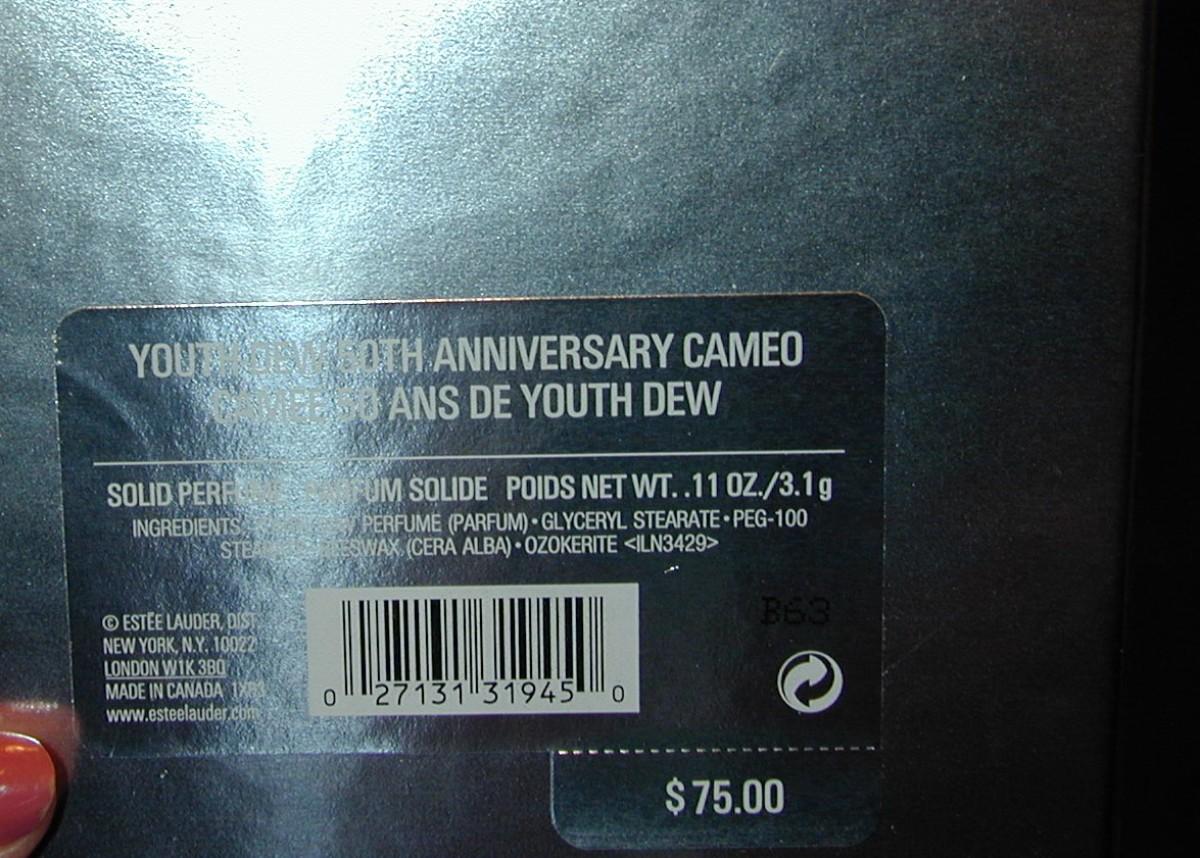 YOUTH DEW 50TH ANNIVERSARY CAMEO
CAMEE 50 ANS DE YOUTH DEW
SOLID PERFUME PARFUM SOLIDE POIDS NET WT. .11 OZ./3.1 g
INGREDIENTS: PERFUME (PARFUM) • GLYCERYL STEARATE • PEG-100
STEARATE • BEESWAX (CERA ALBA) • OZOKERITE <ILN3429>
© ESTĒE LAUDER, DIST.
NEW YORK, N.Y. 10022
LONDON W1K 3BQ
MADE IN CANADA
www.esteelauder.com
0 27131 31945 0
B63
$75.00